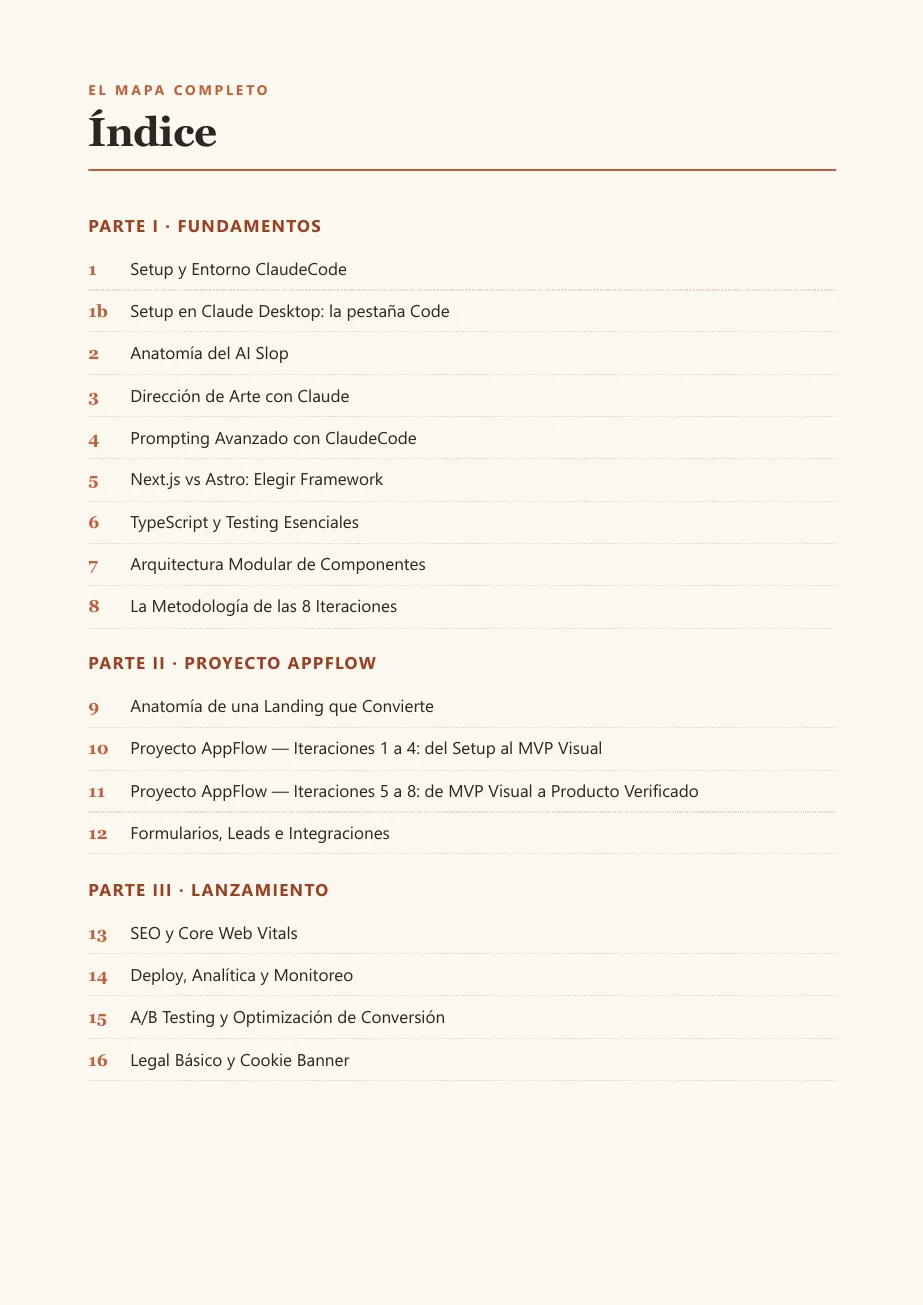 EL MAPA COMPLETO
Índice
PARTE I · FUNDAMENTOS
1 Setup y Entorno ClaudeCode
1b Setup en Claude Desktop: la pestaña Code
2 Anatomía del AI Slop
3 Dirección de Arte con Claude
4 Prompting Avanzado con ClaudeCode
5 Next.js vs Astro: Elegir Framework
6 TypeScript y Testing Esenciales
7 Arquitectura Modular de Componentes
8 La Metodología de las 8 Iteraciones
PARTE II · PROYECTO APPFLOW
9 Anatomía de una Landing que Convierte
10 Proyecto AppFlow — Iteraciones 1 a 4: del Setup al MVP Visual
11 Proyecto AppFlow — Iteraciones 5 a 8: de MVP Visual a Producto Verificado
12 Formularios, Leads e Integraciones
PARTE III · LANZAMIENTO
13 SEO y Core Web Vitals
14 Deploy, Analítica y Monitoreo
15 A/B Testing y Optimización de Conversión
16 Legal Básico y Cookie Banner